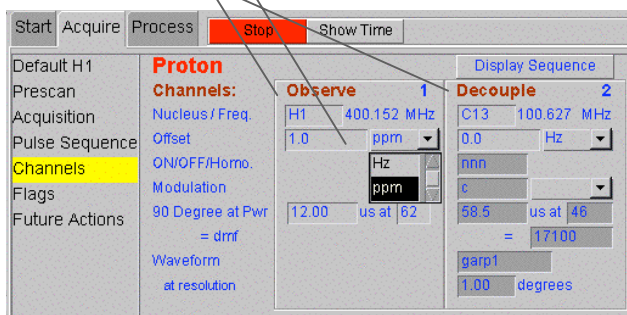 Start Acquire Process Stop Show Time
Default H1 Proton Display Sequence
Prescan Channels: Observe 1 Decouple 2
Acquisition Nucleus / Freq. H1 400.152 MHz C13 100.627 MHz
Pulse Sequence Offset 1.0 ppm 0.0 Hz
Channels ON/OFF/Homo. Hz nnn
Flags Modulation ppm c
Future Actions 90 Degree at Pwr 12.00 us at 62 58.5 us at 46
= dmf = 17100
Waveform garp1
at resolution 1.00 degrees